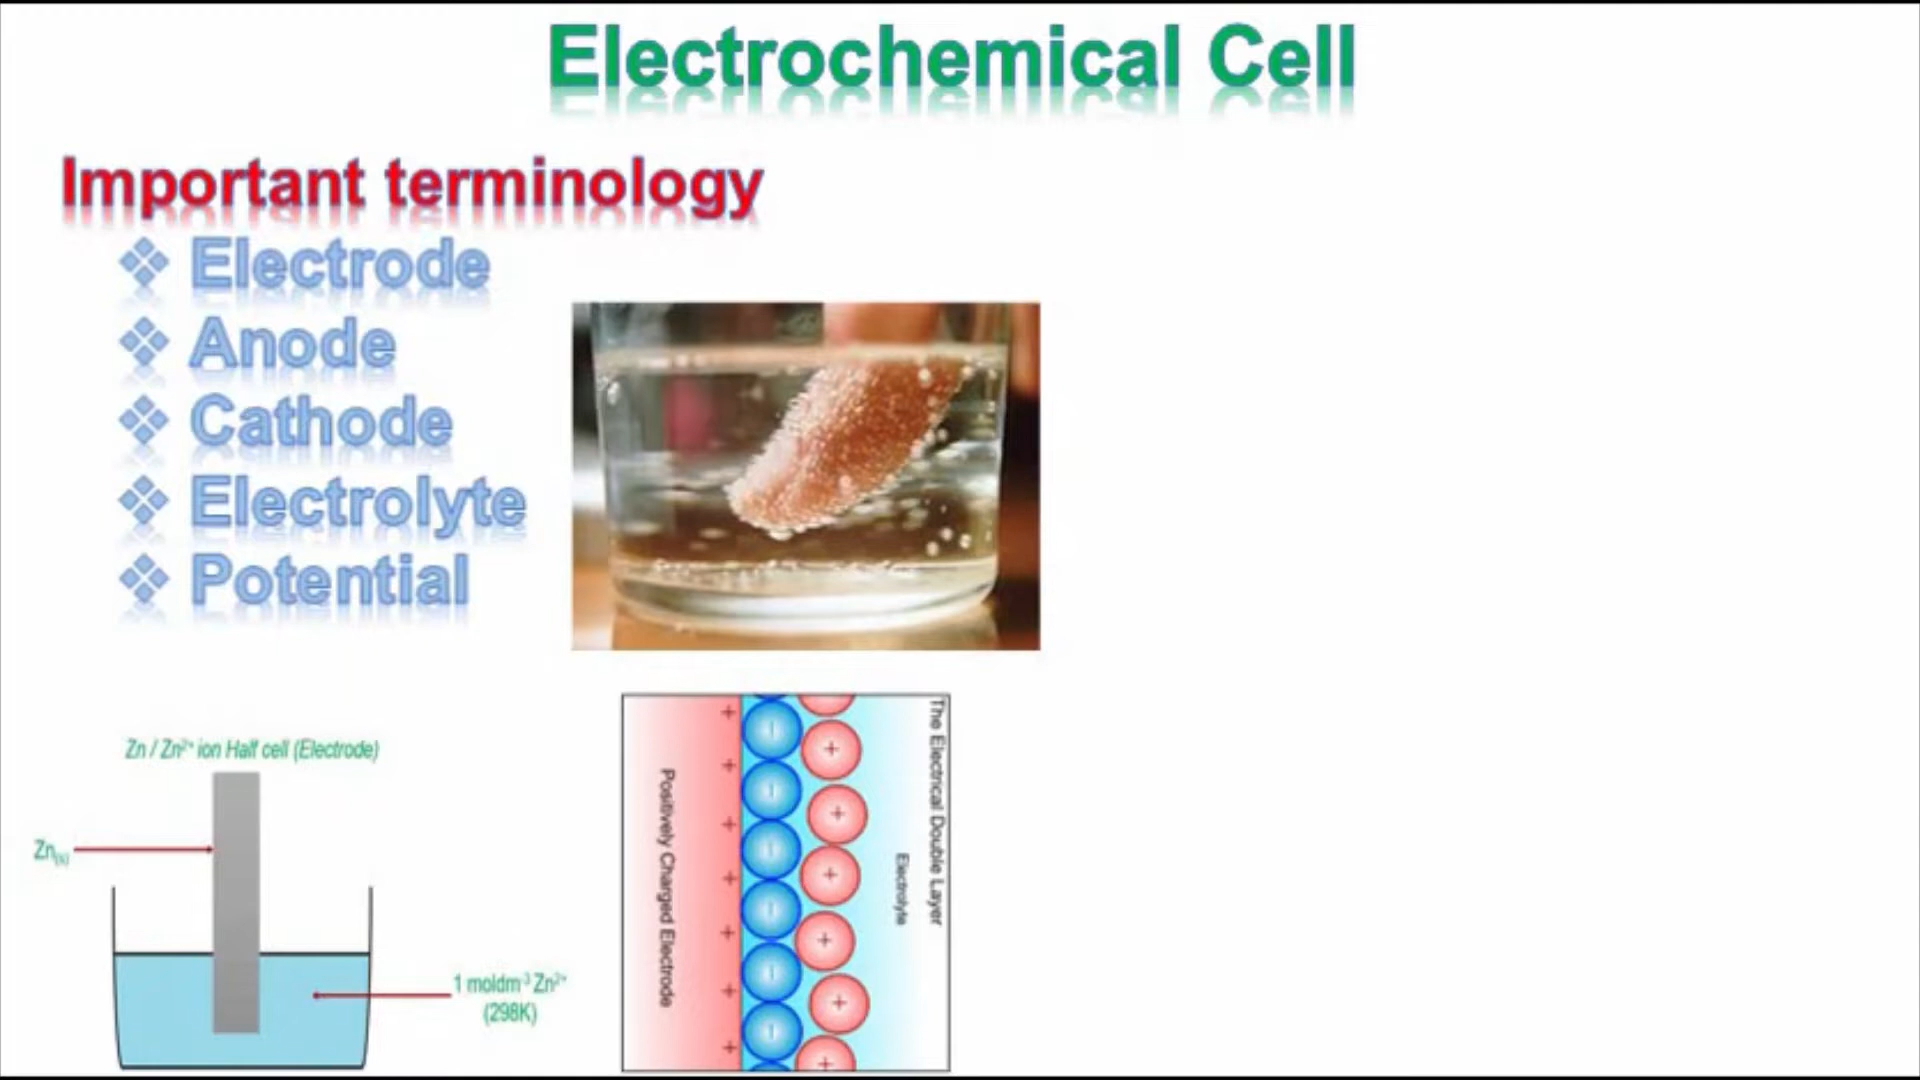 Electrochemical Cell
Important terminology
❖ Electrode
❖ Anode
❖ Cathode
❖ Electrolyte
❖ Potential
Zn / Zn²⁺ ion Half cell (Electrode)
Zn₍ₛ₎
1 moldm⁻³ Zn²⁺
(298K)
The Electrical Double Layer
Electrolyte
Positively Charged Electrode